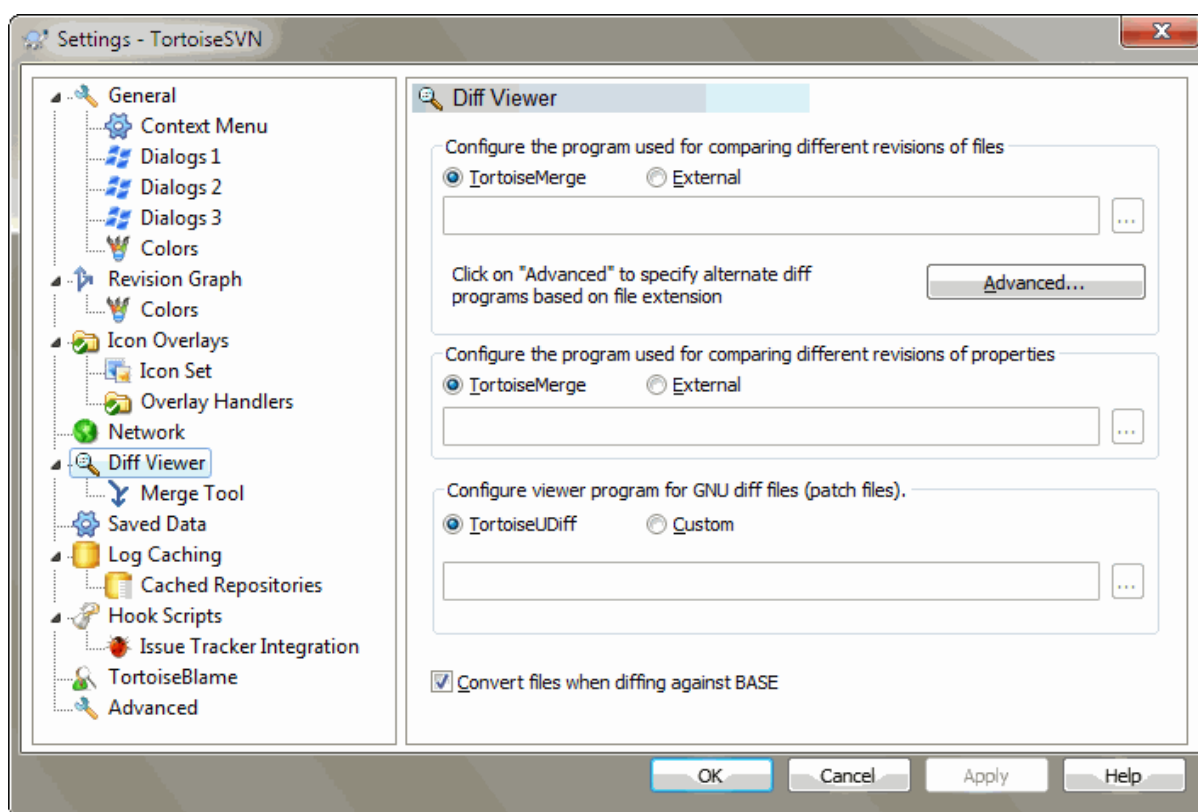 Settings - TortoiseSVN
General
Context Menu
Dialogs 1
Dialogs 2
Dialogs 3
Colors
Revision Graph
Colors
Icon Overlays
Icon Set
Overlay Handlers
Network
Diff Viewer
Merge Tool
Saved Data
Log Caching
Cached Repositories
Hook Scripts
Issue Tracker Integration
TortoiseBlame
Advanced
Diff Viewer
Configure the program used for comparing different revisions of files
TortoiseMerge External
...
Click on "Advanced" to specify alternate diff
programs based on file extension
Advanced...
Configure the program used for comparing different revisions of properties
TortoiseMerge External
...
Configure viewer program for GNU diff files (patch files).
TortoiseUDiff Custom
...
Convert files when diffing against BASE
OK Cancel Apply Help